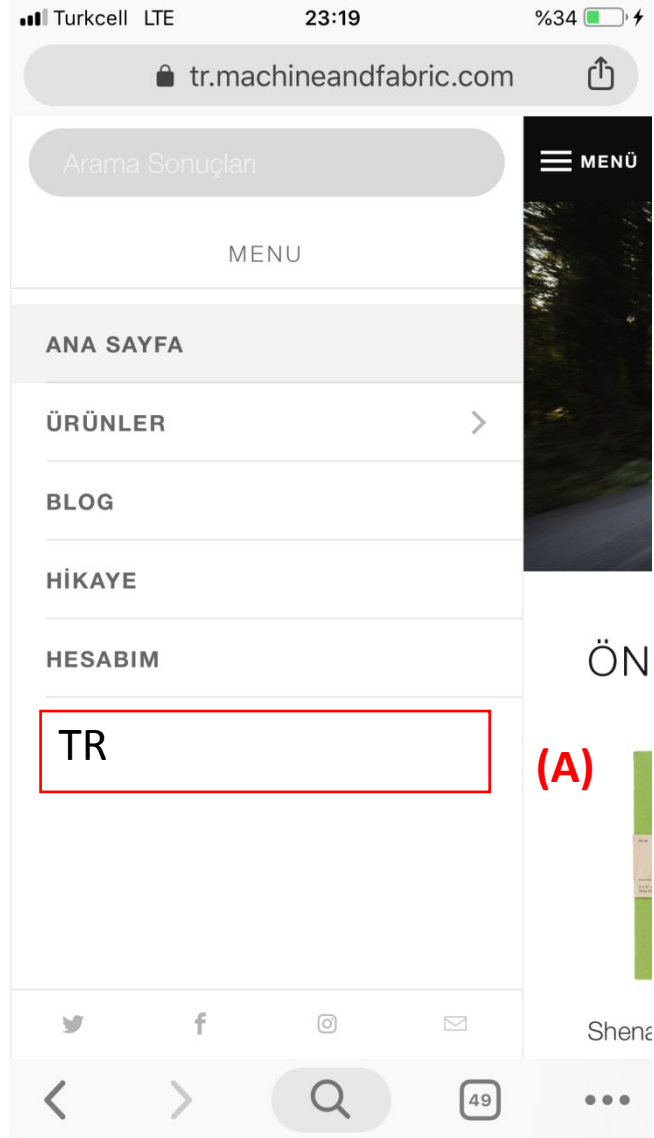 Turkcell LTE 23:19 %34
tr.machineandfabric.com
Arama Sonuçları
MENÜ
MENU
ANA SAYFA
ÜRÜNLER
BLOG
HİKAYE
HESABIM
ÖN
TR
(A)
Shena
49